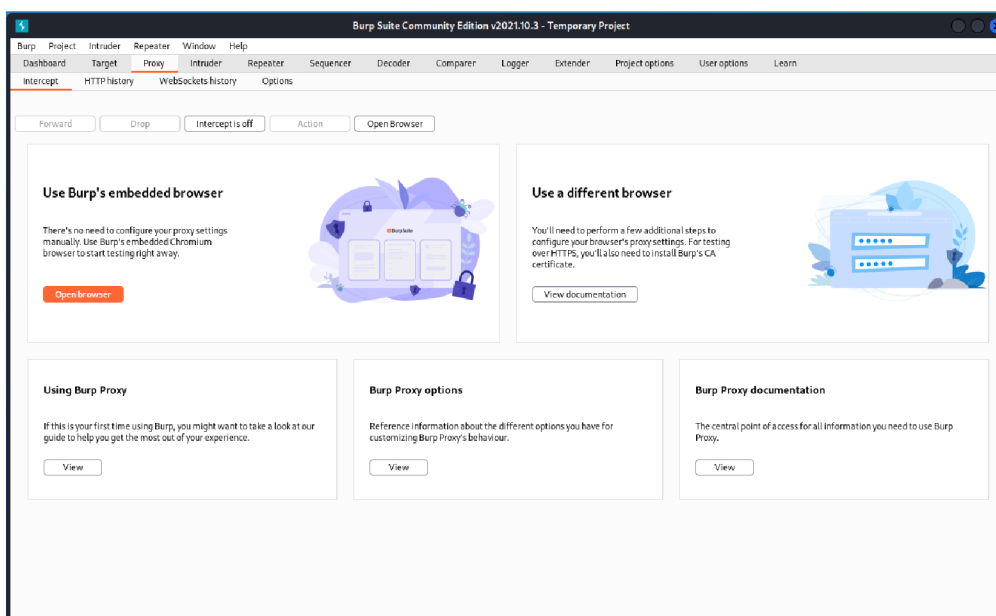 Burp Suite Community Edition v2021.10.3 - Temporary Project
Burp Project Intruder Repeater Window Help
Dashboard Target Proxy Intruder Repeater Sequencer Decoder Comparer Logger Extender Project options User options Learn
Intercept HTTP history WebSockets history Options
Forward Drop Intercept is off Action Open Browser
Use Burp's embedded browser
There's no need to configure your proxy settings
manually. Use Burp's embedded Chromium
browser to start testing right away.
Open browser
BurpSuite
Use a different browser
You'll need to perform a few additional steps to
configure your browser's proxy settings. For testing
over HTTPS, you'll also need to install Burp's CA
certificate.
View documentation
Using Burp Proxy
If this is your first time using Burp, you might want to take a look at our
guide to help you get the most out of your experience.
View
Burp Proxy options
Reference information about the different options you have for
customizing Burp Proxy's behaviour.
View
Burp Proxy documentation
The central point of access for all information you need to use Burp
Proxy.
View